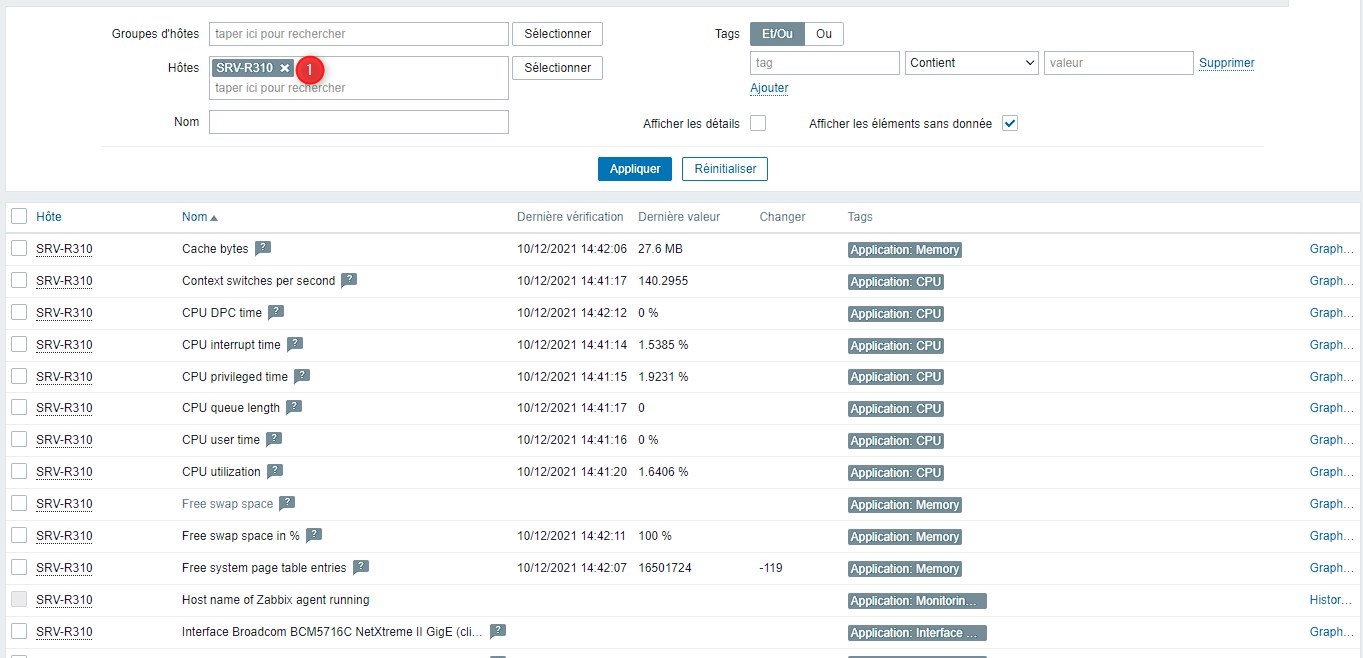 Groupes d'hôtes taper ici pour rechercher Sélectionner Tags Et/Ou Ou
Hôtes SRV-R310 1 Sélectionner tag Contient valeur Supprimer
taper ici pour rechercher Ajouter
Nom Afficher les détails Afficher les éléments sans donnée
Appliquer Réinitialiser
Hôte Nom Dernière vérification Dernière valeur Changer Tags
SRV-R310 Cache bytes ? 10/12/2021 14:42:06 27.6 MB Application: Memory Graph...
SRV-R310 Context switches per second ? 10/12/2021 14:41:17 140.2955 Application: CPU Graph...
SRV-R310 CPU DPC time ? 10/12/2021 14:42:12 0 % Application: CPU Graph...
SRV-R310 CPU interrupt time ? 10/12/2021 14:41:14 1.5385 % Application: CPU Graph...
SRV-R310 CPU privileged time ? 10/12/2021 14:41:15 1.9231 % Application: CPU Graph...
SRV-R310 CPU queue length ? 10/12/2021 14:41:17 0 Application: CPU Graph...
SRV-R310 CPU user time ? 10/12/2021 14:41:16 0 % Application: CPU Graph...
SRV-R310 CPU utilization ? 10/12/2021 14:41:20 1.6406 % Application: CPU Graph...
SRV-R310 Free swap space ? Application: Memory Graph...
SRV-R310 Free swap space in % ? 10/12/2021 14:42:11 100 % Application: Memory Graph...
SRV-R310 Free system page table entries ? 10/12/2021 14:42:07 16501724 -119 Application: Memory Graph...
SRV-R310 Host name of Zabbix agent running Application: Monitorin... Histor...
SRV-R310 Interface Broadcom BCM5716C NetXtreme II GigE (cli... ? Application: Interface ... Graph...